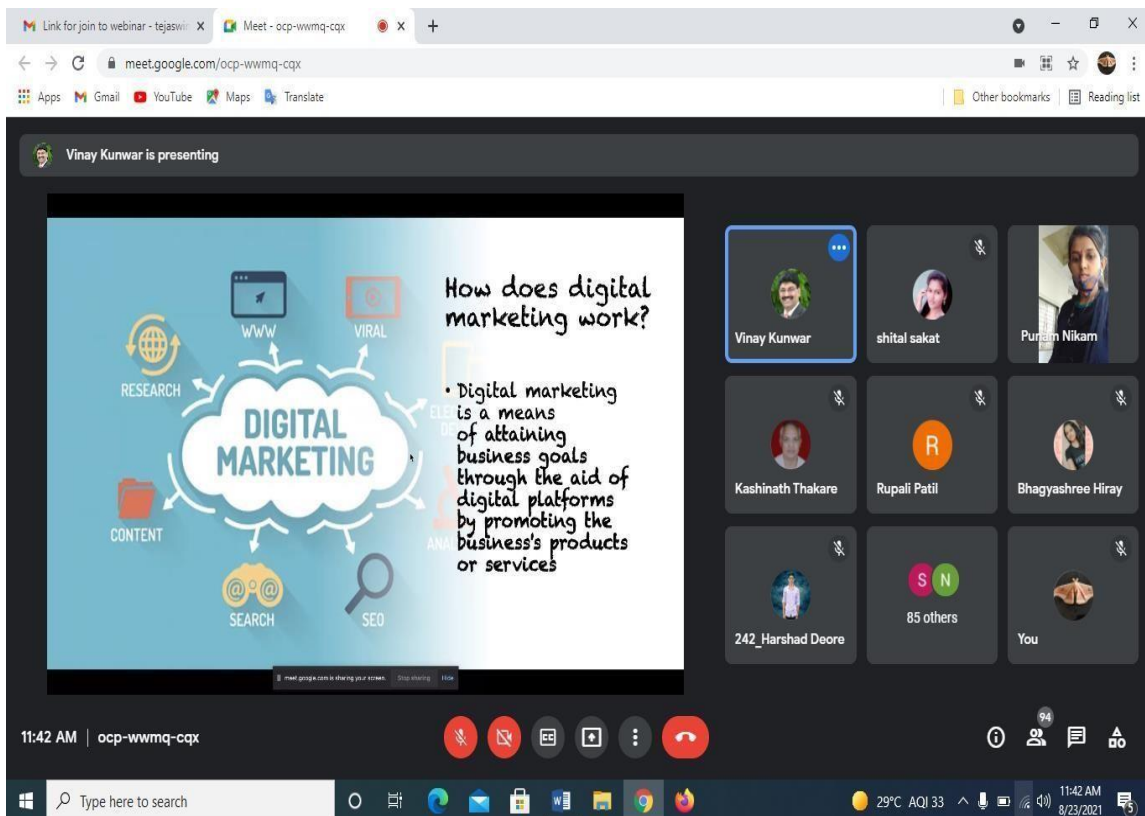 Link for join to webinar - tejaswin
Meet - ocp-wwmq-cqx
meet.google.com/ocp-wwmq-cqx
Apps
Gmail
YouTube
Maps
Translate
Other bookmarks
Reading list
Vinay Kunwar is presenting
DIGITAL
MARKETING
WWW
VIRAL
RESEARCH
CONTENT
SEARCH
SEO
How does digital
marketing work?
• Digital marketing
is a means
of attaining
business goals
through the aid of
digital platforms
by promoting the
business's products
or services
meet.google.com is sharing your screen. Stop sharing Hide
Vinay Kunwar
shital sakat
Punam Nikam
Kashinath Thakare
R
Rupali Patil
Bhagyashree Hiray
242_Harshad Deore
S N
85 others
You
11:42 AM | ocp-wwmq-cqx
CC
94
Type here to search
29°C AQI 33
11:42 AM
8/23/2021
5